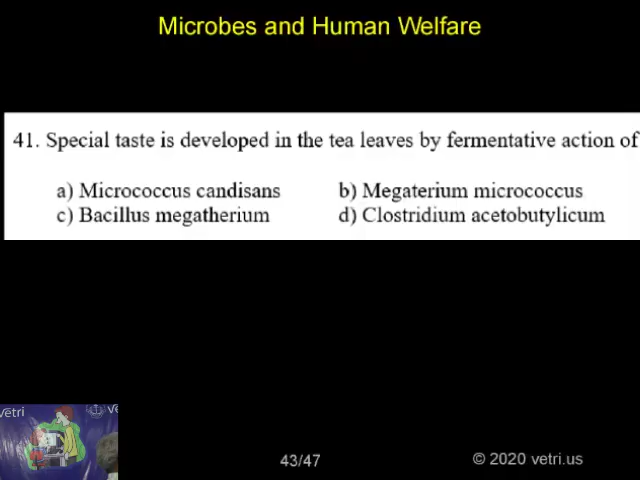 Microbes and Human Welfare
41. Special taste is developed in the tea leaves by fermentative action of
a) Micrococcus candisans b) Megaterium micrococcus
c) Bacillus megatherium d) Clostridium acetobutylicum
Vetri
43/47 © 2020 vetri.us